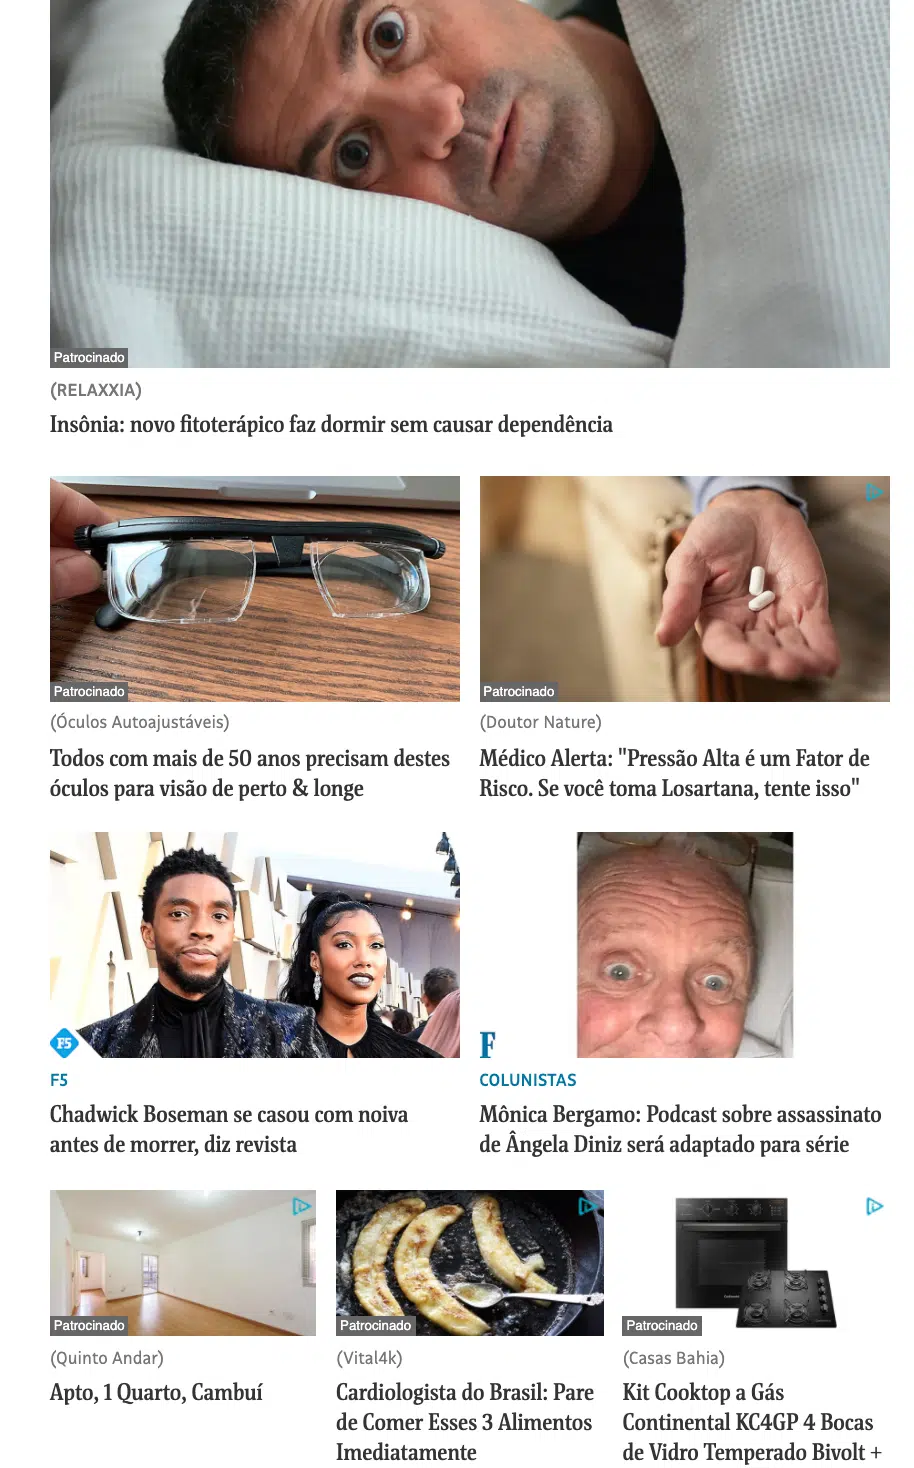 Patrocinado
(RELAXXIA)
Insônia: novo fitoterápico faz dormir sem causar dependência
Patrocinado
(Óculos Autoajustáveis)
Todos com mais de 50 anos precisam destes
óculos para visão de perto & longe
Patrocinado
(Doutor Nature)
Médico Alerta: "Pressão Alta é um Fator de
Risco. Se você toma Losartana, tente isso"
F5
F5
Chadwick Boseman se casou com noiva
antes de morrer, diz revista
F
COLUNISTAS
Mônica Bergamo: Podcast sobre assassinato
de Ângela Diniz será adaptado para série
Patrocinado
(Quinto Andar)
Apto, 1 Quarto, Cambuí
Patrocinado
(Vital4k)
Cardiologista do Brasil: Pare
de Comer Esses 3 Alimentos
Imediatamente
Patrocinado
(Casas Bahia)
Kit Cooktop a Gás
Continental KC4GP 4 Bocas
de Vidro Temperado Bivolt +